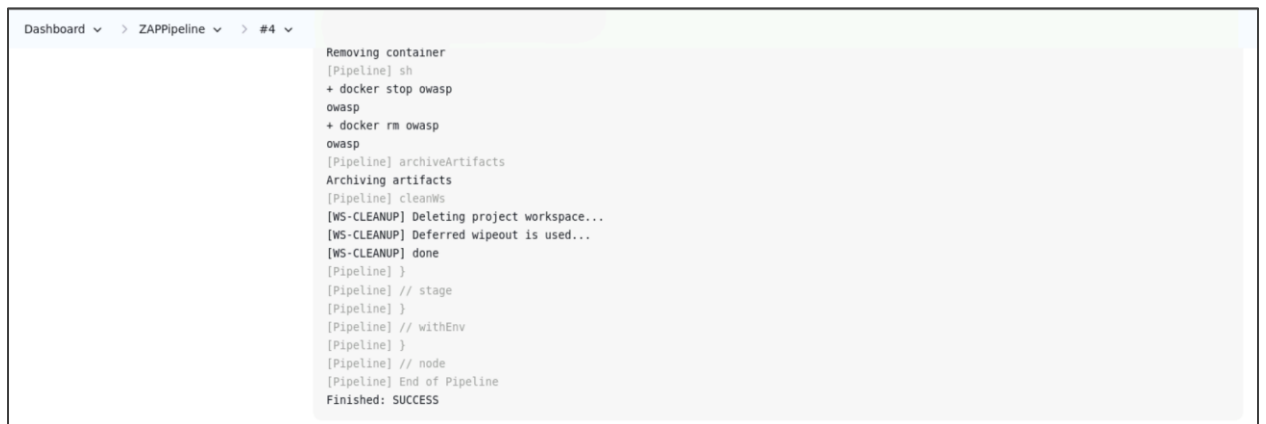 Dashboard > ZAPPipeline > #4
Removing container
[Pipeline] sh
+ docker stop owasp
owasp
+ docker rm owasp
owasp
[Pipeline] archiveArtifacts
Archiving artifacts
[Pipeline] cleanWs
[WS-CLEANUP] Deleting project workspace...
[WS-CLEANUP] Deferred wipeout is used...
[WS-CLEANUP] done
[Pipeline] }
[Pipeline] // stage
[Pipeline] }
[Pipeline] // withEnv
[Pipeline] }
[Pipeline] // node
[Pipeline] End of Pipeline
Finished: SUCCESS